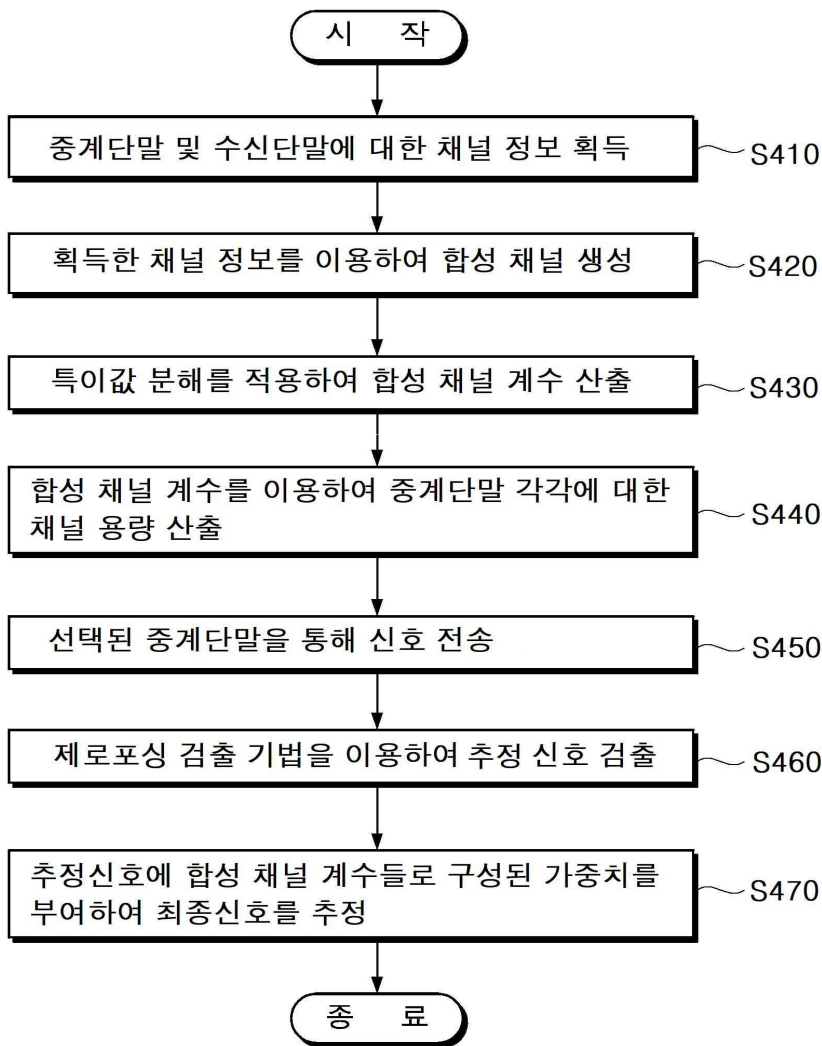 시 작
중계단말 및 수신단말에 대한 채널 정보 획득
S410
획득한 채널 정보를 이용하여 합성 채널 생성
S420
특이값 분해를 적용하여 합성 채널 계수 산출
S430
합성 채널 계수를 이용하여 중계단말 각각에 대한
채널 용량 산출
S440
선택된 중계단말을 통해 신호 전송
S450
제로포싱 검출 기법을 이용하여 추정 신호 검출
S460
추정신호에 합성 채널 계수들로 구성된 가중치를
부여하여 최종신호를 추정
S470
종 료